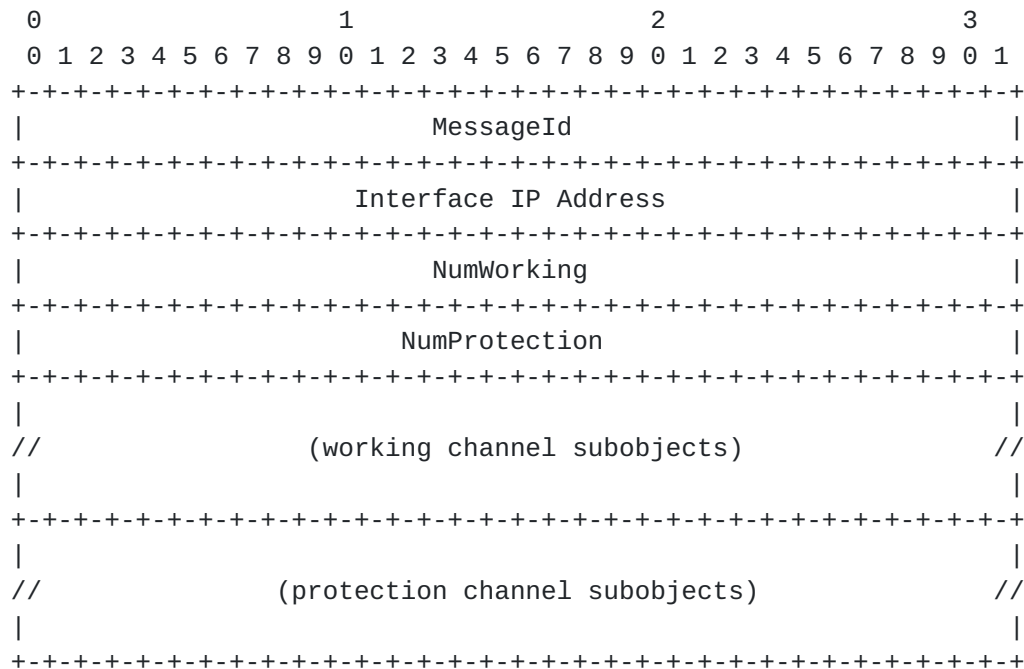 0                   1                   2                   3
 0 1 2 3 4 5 6 7 8 9 0 1 2 3 4 5 6 7 8 9 0 1 2 3 4 5 6 7 8 9 0 1
+-+-+-+-+-+-+-+-+-+-+-+-+-+-+-+-+-+-+-+-+-+-+-+-+-+-+-+-+-+-+-+-+
|                          MessageId                            |
+-+-+-+-+-+-+-+-+-+-+-+-+-+-+-+-+-+-+-+-+-+-+-+-+-+-+-+-+-+-+-+-+
|                     Interface IP Address                      |
+-+-+-+-+-+-+-+-+-+-+-+-+-+-+-+-+-+-+-+-+-+-+-+-+-+-+-+-+-+-+-+-+
|                          NumWorking                           |
+-+-+-+-+-+-+-+-+-+-+-+-+-+-+-+-+-+-+-+-+-+-+-+-+-+-+-+-+-+-+-+-+
|                        NumProtection                          |
+-+-+-+-+-+-+-+-+-+-+-+-+-+-+-+-+-+-+-+-+-+-+-+-+-+-+-+-+-+-+-+-+
|                                                               |
//                 (working channel subobjects)                //
|                                                               |
+-+-+-+-+-+-+-+-+-+-+-+-+-+-+-+-+-+-+-+-+-+-+-+-+-+-+-+-+-+-+-+-+
|                                                               |
//               (protection channel subobjects)               //
|                                                               |
+-+-+-+-+-+-+-+-+-+-+-+-+-+-+-+-+-+-+-+-+-+-+-+-+-+-+-+-+-+-+-+-+